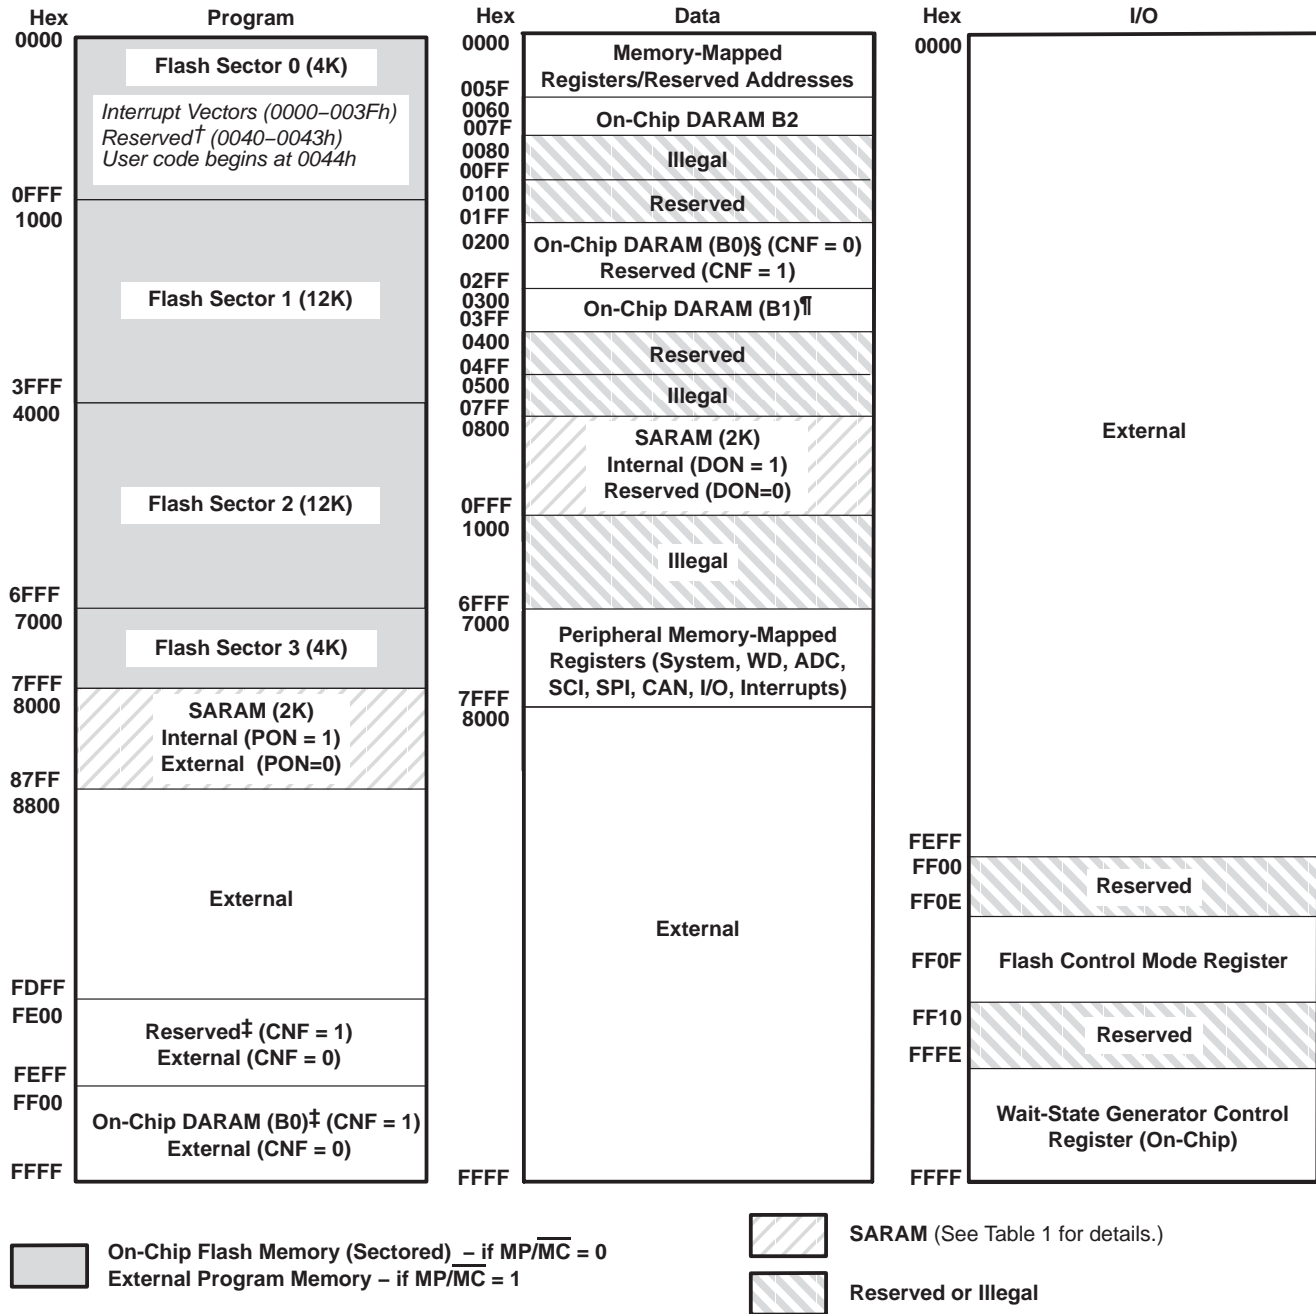 Hex Program
0000
Flash Sector 0 (4K)
Interrupt Vectors (0000–003Fh)
Reserved† (0040–0043h)
User code begins at 0044h
0FFF
1000
Flash Sector 1 (12K)
3FFF
4000
Flash Sector 2 (12K)
6FFF
7000
Flash Sector 3 (4K)
7FFF
8000
SARAM (2K)
Internal (PON = 1)
External (PON=0)
87FF
8800
External
FDFF
FE00
Reserved‡ (CNF = 1)
External (CNF = 0)
FEFF
FF00
On-Chip DARAM (B0)‡ (CNF = 1)
External (CNF = 0)
FFFF
Hex Data
0000
Memory-Mapped
Registers/Reserved Addresses
005F
0060
On-Chip DARAM B2
007F
0080
Illegal
00FF
0100
Reserved
01FF
0200
On-Chip DARAM (B0)§ (CNF = 0)
Reserved (CNF = 1)
02FF
0300
On-Chip DARAM (B1)¶
03FF
0400
Reserved
04FF
0500
Illegal
07FF
0800
SARAM (2K)
Internal (DON = 1)
Reserved (DON=0)
0FFF
1000
Illegal
6FFF
7000
Peripheral Memory-Mapped
Registers (System, WD, ADC,
SCI, SPI, CAN, I/O, Interrupts)
7FFF
8000
External
FFFF
Hex I/O
0000
External
FEFF
FF00
Reserved
FF0E
FF0F Flash Control Mode Register
FF10
Reserved
FFFE
Wait-State Generator Control
Register (On-Chip)
FFFF
On-Chip Flash Memory (Sectored) – if MP/M̅C̅ = 0
External Program Memory – if MP/M̅C̅ = 1
SARAM (See Table 1 for details.)
Reserved or Illegal